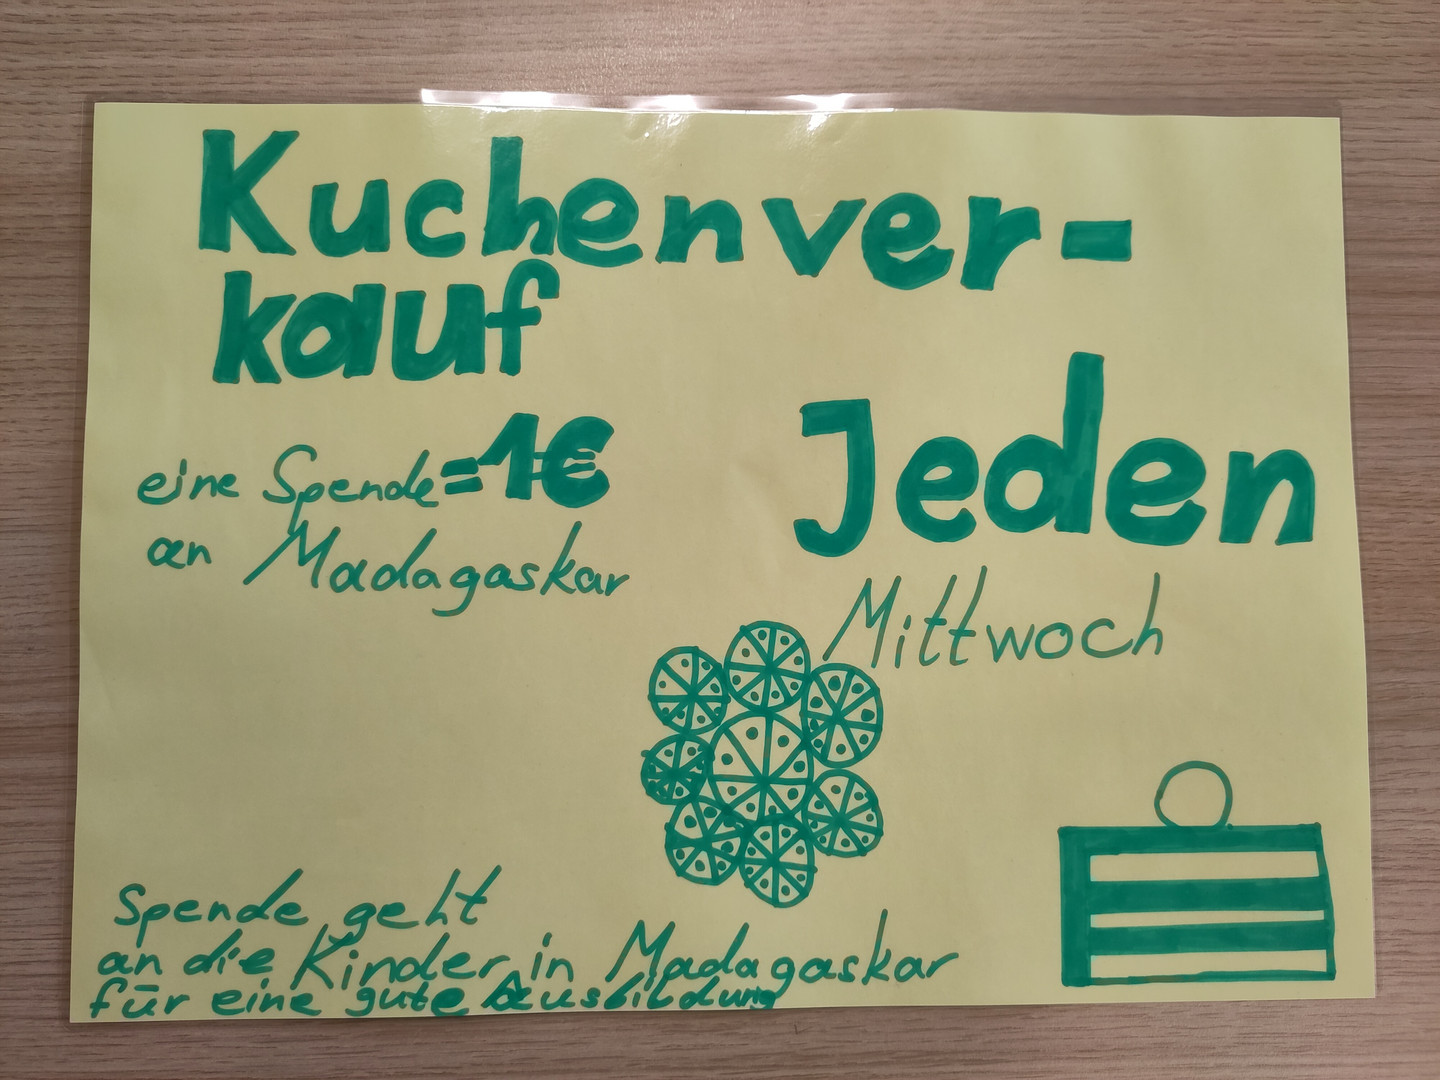 Kuchenver-
kauf
eine Spende = 1€
an Madagaskar
Jeden
Mittwoch
Spende geht
an die Kinder in Madagaskar
für eine gute Ausbildung